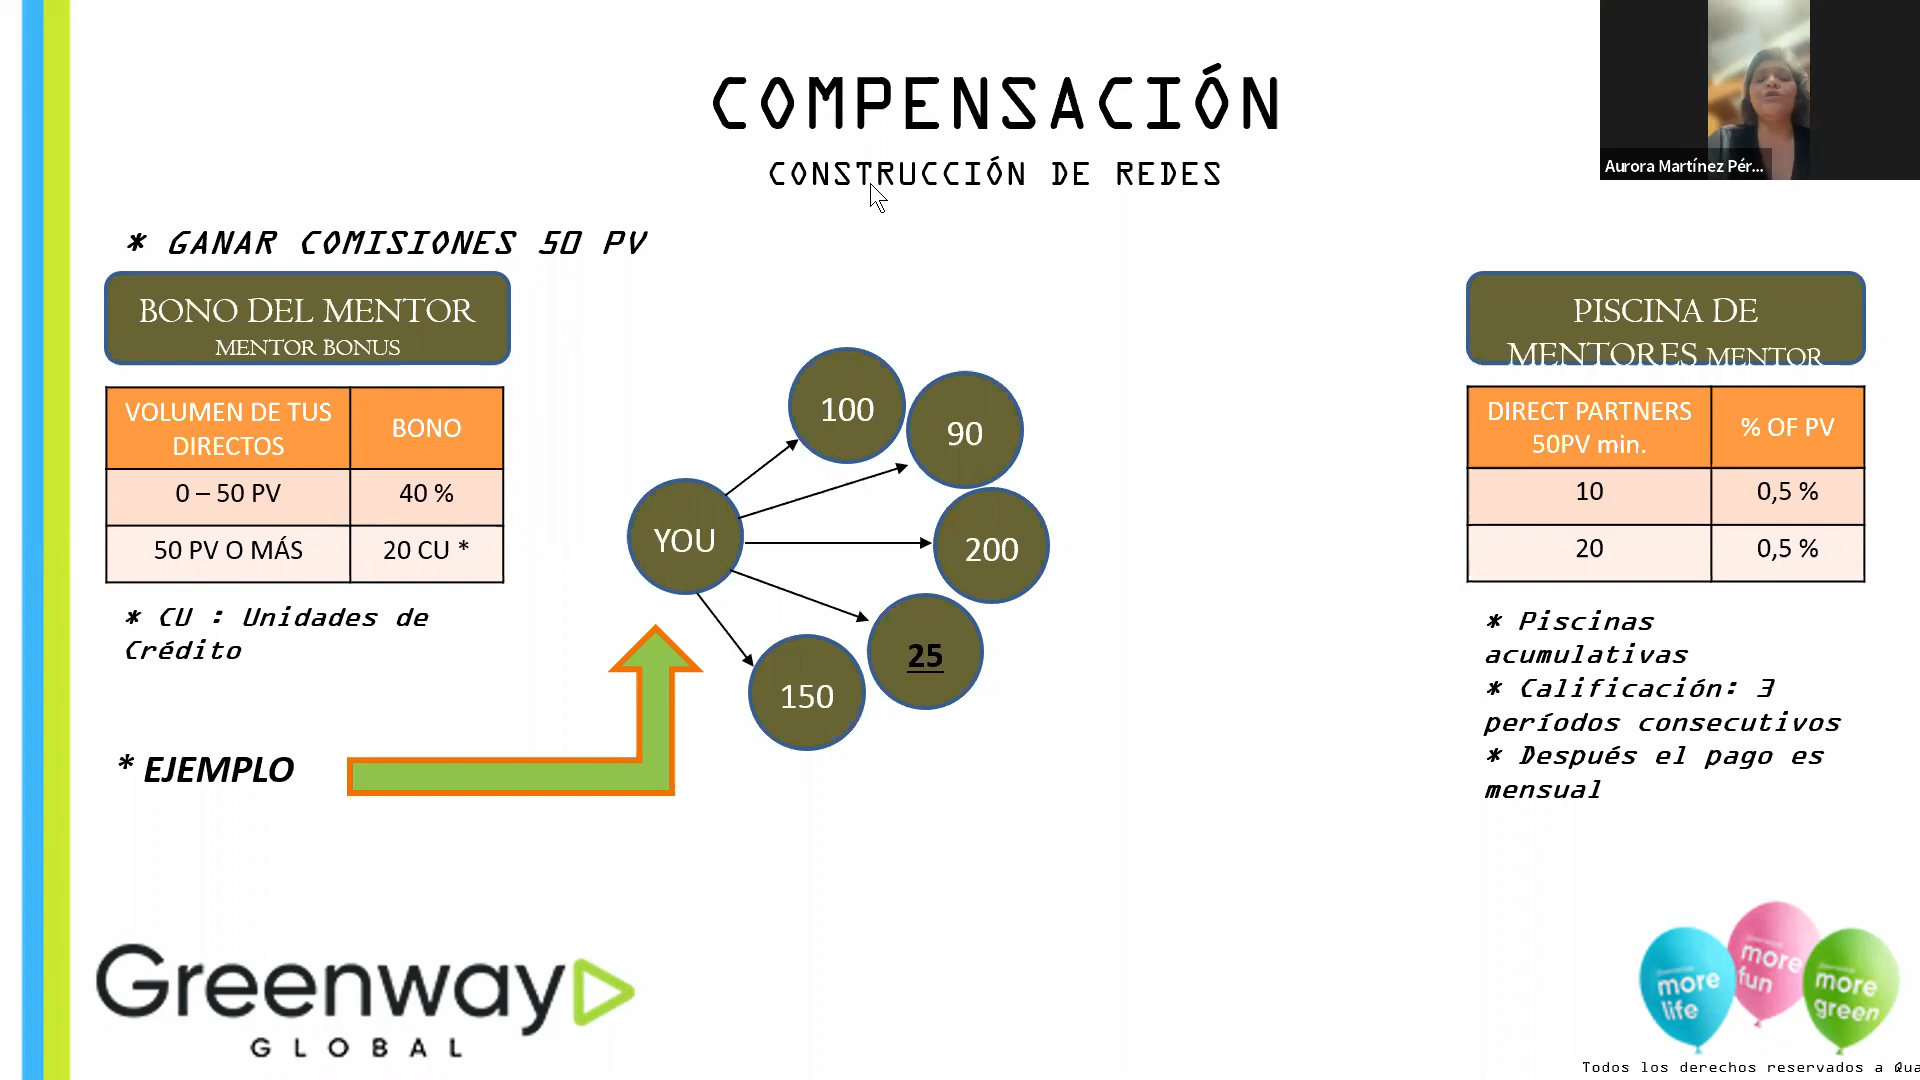 COMPENSACIÓN
CONSTRUCCIÓN DE REDES
Aurora Martínez Pér...
* GANAR COMISIONES 50 PV
BONO DEL MENTOR
MENTOR BONUS
VOLUMEN DE TUS
DIRECTOS
BONO
0 – 50 PV
40 %
50 PV O MÁS
20 CU *
* CU : Unidades de
Crédito
* EJEMPLO
YOU
100
90
200
25
150
PISCINA DE
MENTORES MENTOR
DIRECT PARTNERS
50PV min.
% OF PV
10
0,5 %
20
0,5 %
* Piscinas
acumulativas
* Calificación: 3
períodos consecutivos
* Después el pago es
mensual
Greenway
GLOBAL
more
life
more
fun
more
green
Todos los derechos reservados a Qua